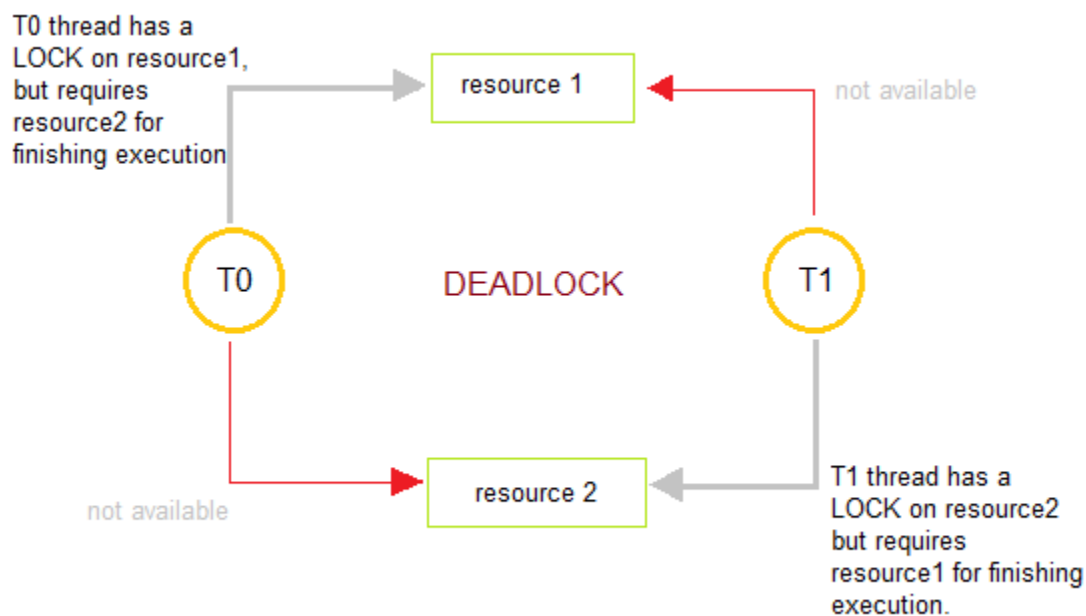 T0 thread has a
LOCK on resource1,
but requires
resource2 for
finishing execution
resource 1
not available
T0
DEADLOCK
T1
not available
resource 2
T1 thread has a
LOCK on resource2
but requires
resource1 for finishing
execution.